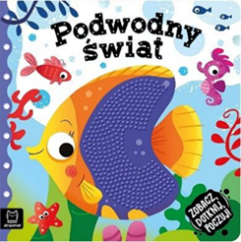 Podwodny
świat
ZOBACZ,
DOTKNIJ,
POCZUJ!